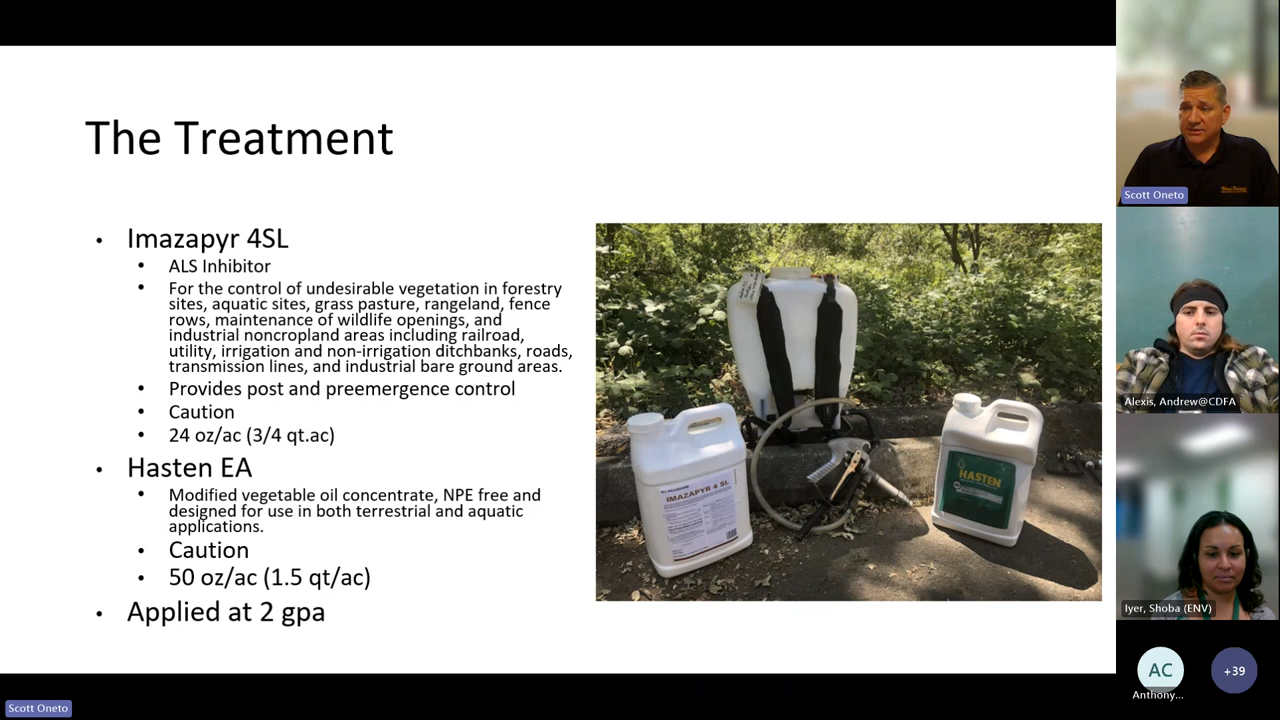 The Treatment
• Imazapyr 4SL
• ALS Inhibitor
• For the control of undesirable vegetation in forestry
sites, aquatic sites, grass pasture, rangeland, fence
rows, maintenance of wildlife openings, and
industrial noncropland areas including railroad,
utility, irrigation and non-irrigation ditchbanks, roads,
transmission lines, and industrial bare ground areas.
• Provides post and preemergence control
• Caution
• 24 oz/ac (3/4 qt.ac)
• Hasten EA
• Modified vegetable oil concentrate, NPE free and
designed for use in both terrestrial and aquatic
applications.
• Caution
• 50 oz/ac (1.5 qt/ac)
• Applied at 2 gpa
IMAZAPYR 4 SL
HASTEN
Scott Oneto
Alexis, Andrew@CDFA
Iyer, Shoba (ENV)
AC
Anthony...
+39
Scott Oneto